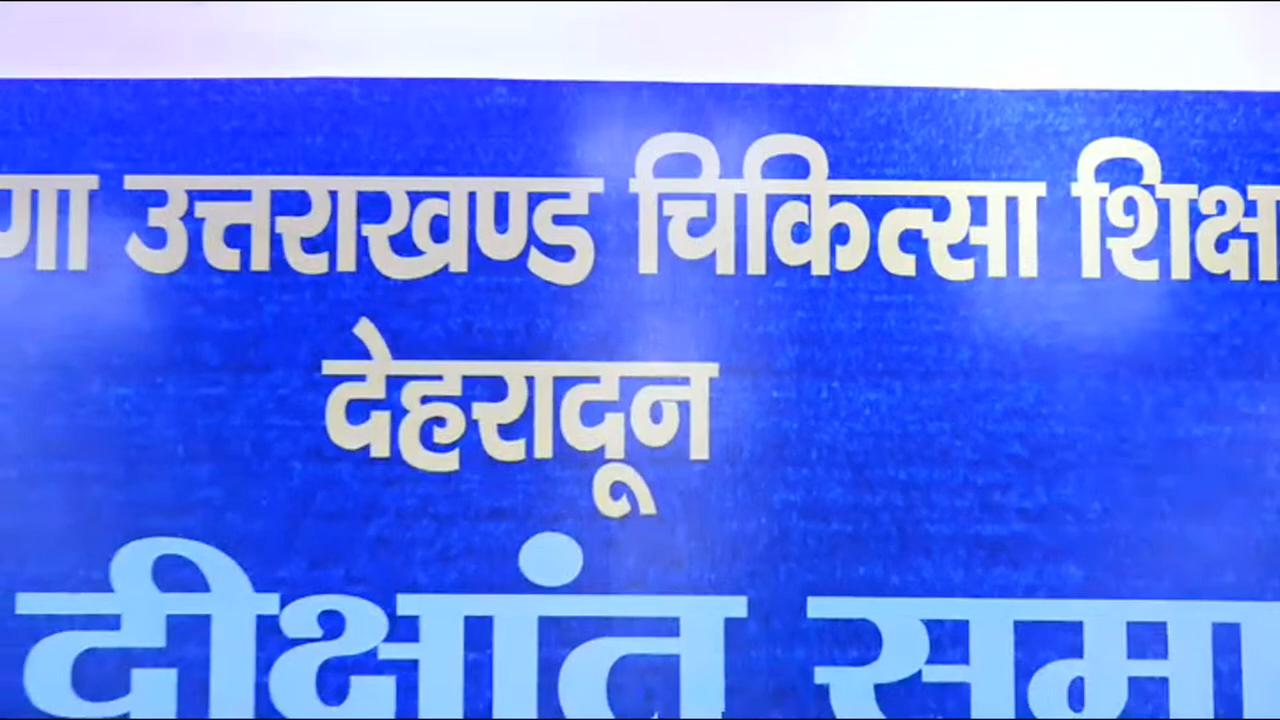 णा उत्तराखण्ड चिकित्सा शिक्ष
देहरादून
दीक्षांत समा